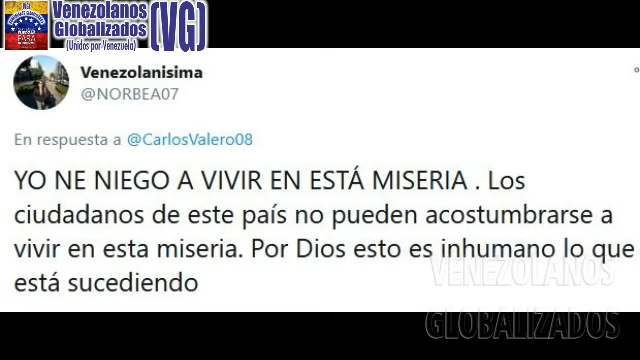 Venezolanos
Globalizados
(Unidos por Venezuela)
(VG)
Venezolanisima
@NORBEA07
En respuesta a @CarlosValero08
YO NE NIEGO A VIVIR EN ESTÁ MISERIA . Los
ciudadanos de este país no pueden acostumbrarse a
vivir en esta miseria. Por Dios esto es inhumano lo que
está sucediendo
VENEZOLANOS
GLOBALIZADOS